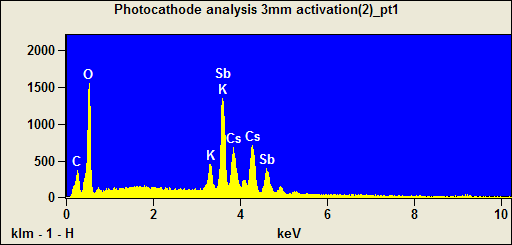 Photocathode analysis 3mm activation(2)_pt1
2000
1500
1000
500
0
C
O
K
Sb
K
Cs
Cs
Sb
0 2 4 6 8 10
klm - 1 - H keV